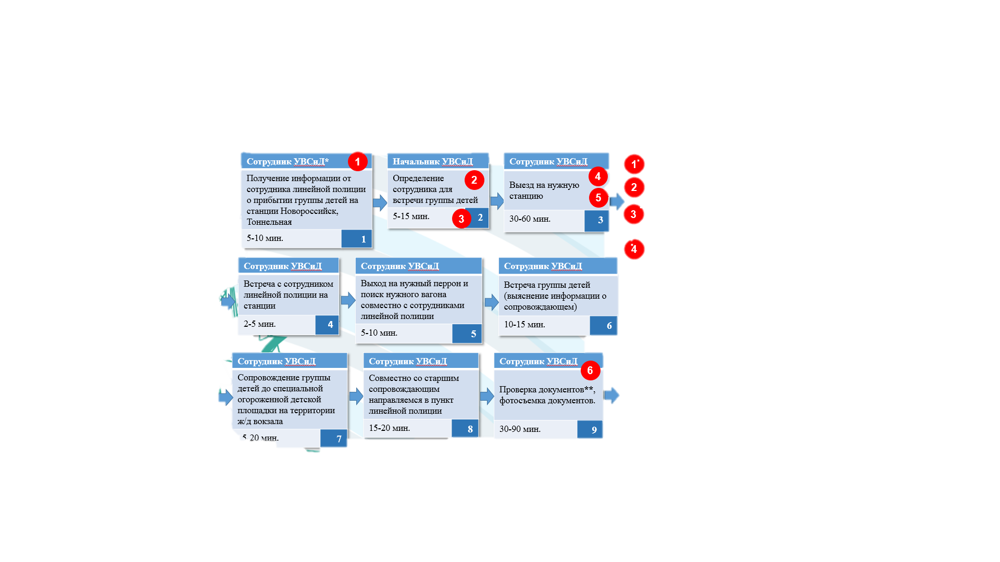 Сотрудник УВСиД*
1
Получение информации от
сотрудника линейной полиции
о прибытии группы детей на
станции Новороссийск,
Тоннельная
5-10 мин.
1
Начальник УВСиД
2
Определение
сотрудника для
встречи группы детей
5-15 мин.
3
2
Сотрудник УВСиД
4
Выезд на нужную
станцию
5
30-60 мин.
3
1
2
3
4
Сотрудник УВСиД
Встреча с сотрудником
линейной полиции на
станции
2-5 мин.
4
Сотрудник УВСиД
Выход на нужный перрон и
поиск нужного вагона
совместно с сотрудниками
линейной полиции
5-10 мин.
5
Сотрудник УВСиД
Встреча группы детей
(выяснение информации о
сопровождающем)
10-15 мин.
6
Сотрудник УВСиД
Сопровождение группы
детей до специальной
огороженной детской
площадки на территории
ж/д вокзала
5-20 мин.
7
Сотрудник УВСиД
Совместно со старшим
сопровождающим
направляемся в пункт
линейной полиции
15-20 мин.
8
Сотрудник УВСиД
6
Проверка документов**,
фотосъемка документов.
30-90 мин.
9